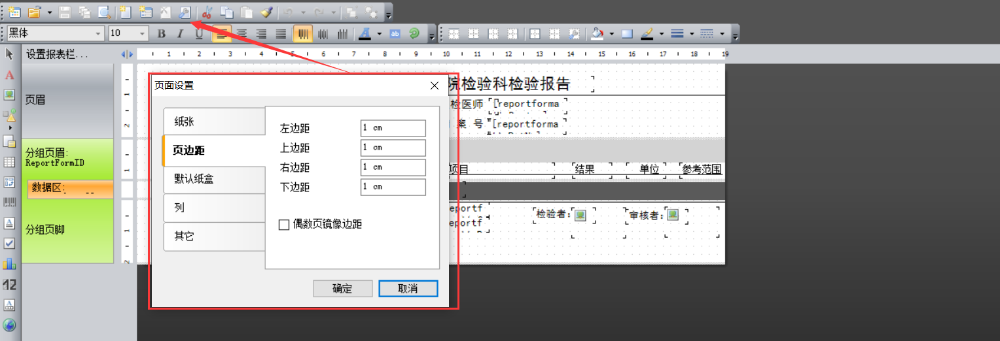 黑体 10 B I U A ab
设置报表栏... 1 2 3 4 5 6 7 8 9 10 11 12 13 14 15 16 17 18 19
页面设置
院检验科检验报告
页眉
检医师 [reportforma
纸张
集 号 "[reportforma
左边距 1 cm
上边距 1 cm
页边距
分组页眉:
ReportFormID
右边距 1 cm
项目 结果 单位 参考范围
默认纸盒
下边距 1 cm
数据区:
列
reportf
检验者: 审核者:
偶数页镜像边距
reportf
分组页脚
其它
确定 取消
12